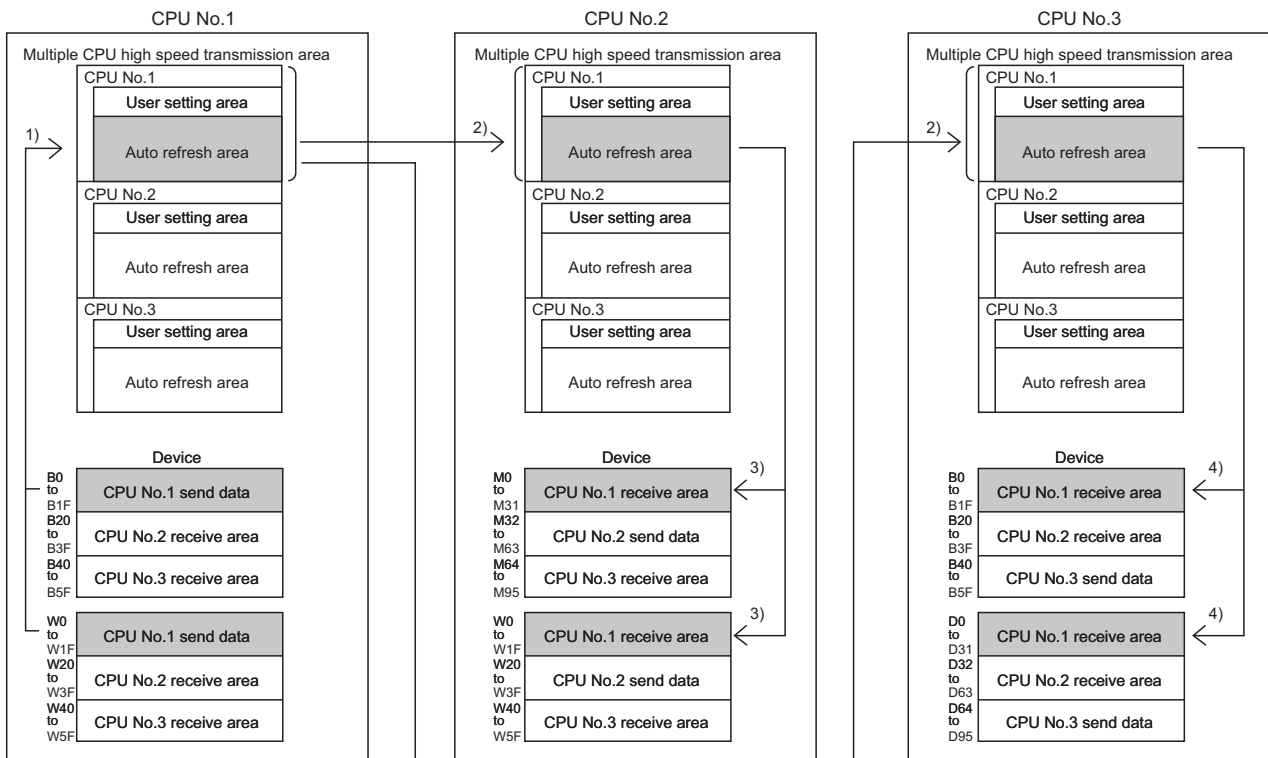 CPU No.1
Multiple CPU high speed transmission area
CPU No.1
User setting area
1)
Auto refresh area
CPU No.2
User setting area
Auto refresh area
CPU No.3
User setting area
Auto refresh area
Device
B0
to
B1F
CPU No.1 send data
B20
to
B3F
CPU No.2 receive area
B40
to
B5F
CPU No.3 receive area
W0
to
W1F
CPU No.1 send data
W20
to
W3F
CPU No.2 receive area
W40
to
W5F
CPU No.3 receive area
CPU No.2
Multiple CPU high speed transmission area
CPU No.1
User setting area
2)
Auto refresh area
CPU No.2
User setting area
Auto refresh area
CPU No.3
User setting area
Auto refresh area
Device
M0
to
M31
CPU No.1 receive area
3)
M32
to
M63
CPU No.2 send data
M64
to
M95
CPU No.3 receive area
W0
to
W1F
CPU No.1 receive area
3)
W20
to
W3F
CPU No.2 send data
W40
to
W5F
CPU No.3 receive area
CPU No.3
Multiple CPU high speed transmission area
CPU No.1
User setting area
2)
Auto refresh area
CPU No.2
User setting area
Auto refresh area
CPU No.3
User setting area
Auto refresh area
Device
B0
to
B1F
CPU No.1 receive area
4)
B20
to
B3F
CPU No.2 receive area
B40
to
B5F
CPU No.3 send data
D0
to
D31
CPU No.1 receive area
4)
D32
to
D63
CPU No.2 receive area
D64
to
D95
CPU No.3 send data